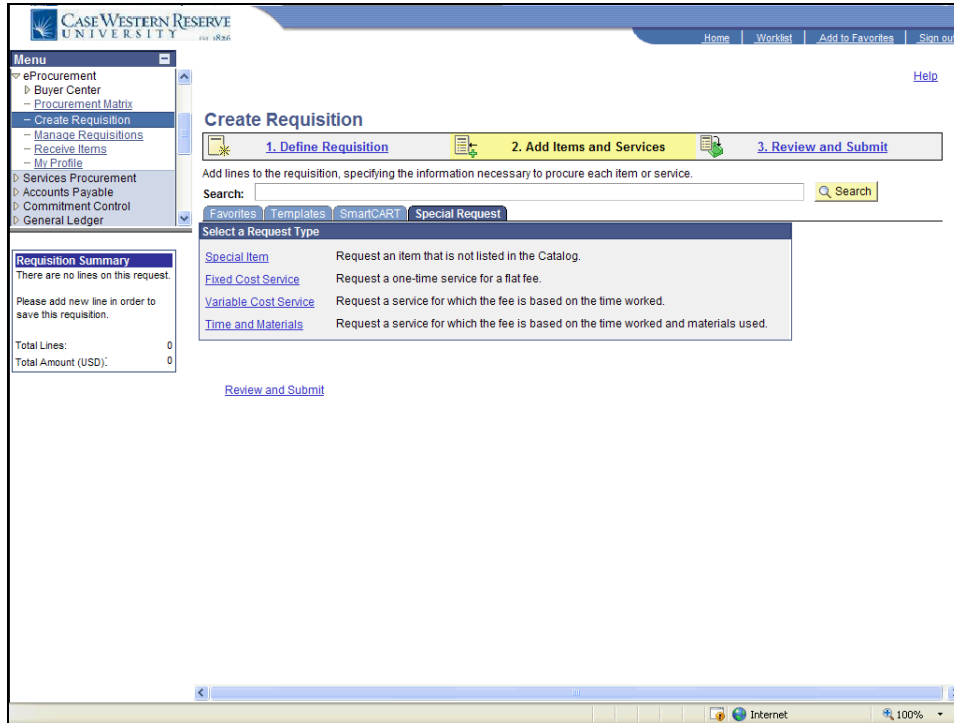 CASE WESTERN RESERVE
UNIVERSITY EST. 1826
Home Worklist Add to Favorites Sign out
Menu
eProcurement
Buyer Center
– Procurement Matrix
– Create Requisition
– Manage Requisitions
– Receive Items
– My Profile
Services Procurement
Accounts Payable
Commitment Control
General Ledger
Requisition Summary
There are no lines on this request.
Please add new line in order to
save this requisition.
Total Lines: 0
Total Amount (USD): 0
Help
Create Requisition
1. Define Requisition 2. Add Items and Services 3. Review and Submit
Add lines to the requisition, specifying the information necessary to procure each item or service.
Search: Search
Favorites Templates SmartCART Special Request
Select a Request Type
Special Item Request an item that is not listed in the Catalog.
Fixed Cost Service Request a one-time service for a flat fee.
Variable Cost Service Request a service for which the fee is based on the time worked.
Time and Materials Request a service for which the fee is based on the time worked and materials used.
Review and Submit
Internet 100%